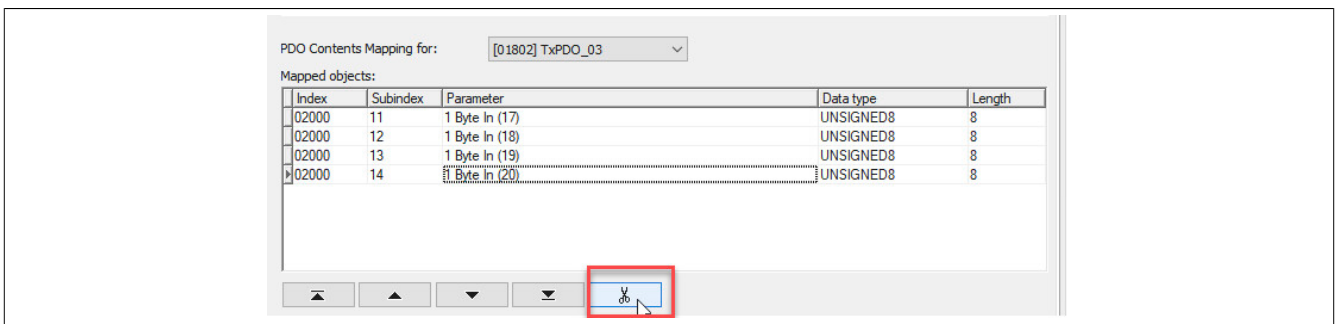 PDO Contents Mapping for: [01802] TxPDO_03
Mapped objects:
Index Subindex Parameter Data type Length
02000 11 1 Byte In (17) UNSIGNED8 8
02000 12 1 Byte In (18) UNSIGNED8 8
02000 13 1 Byte In (19) UNSIGNED8 8
02000 14 1 Byte In (20) UNSIGNED8 8